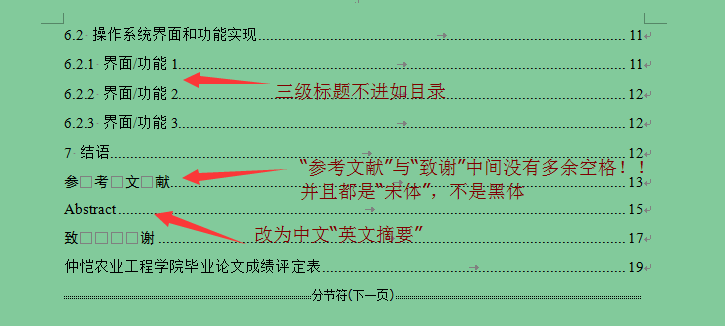 6.2 操作系统界面和功能实现 11
6.2.1 界面/功能 1 11
6.2.2 界面/功能 2 12
三级标题不进如目录
6.2.3 界面/功能 3 12
7 结语 12
“参考文献”与“致谢”中间没有多余空格！！
参□考□文□献 13
并且都是“宋体”，不是黑体
Abstract 15
改为中文“英文摘要”
致□□□□谢 17
仲恺农业工程学院毕业论文成绩评定表 19
分节符(下一页)